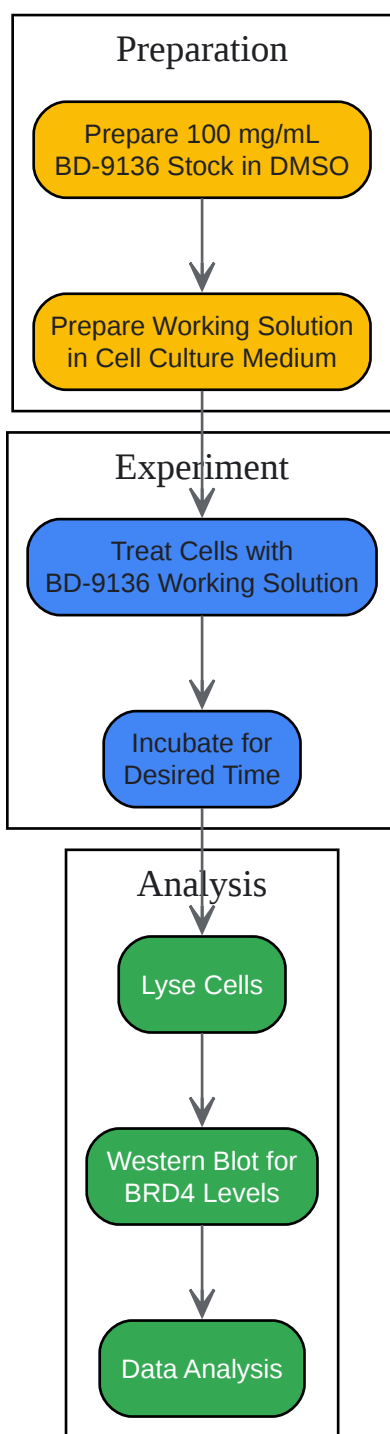 Preparation
Prepare 100 mg/mL
BD-9136 Stock in DMSO
Prepare Working Solution
in Cell Culture Medium
Experiment
Treat Cells with
BD-9136 Working Solution
Incubate for
Desired Time
Analysis
Lyse Cells
Western Blot for
BRD4 Levels
Data Analysis